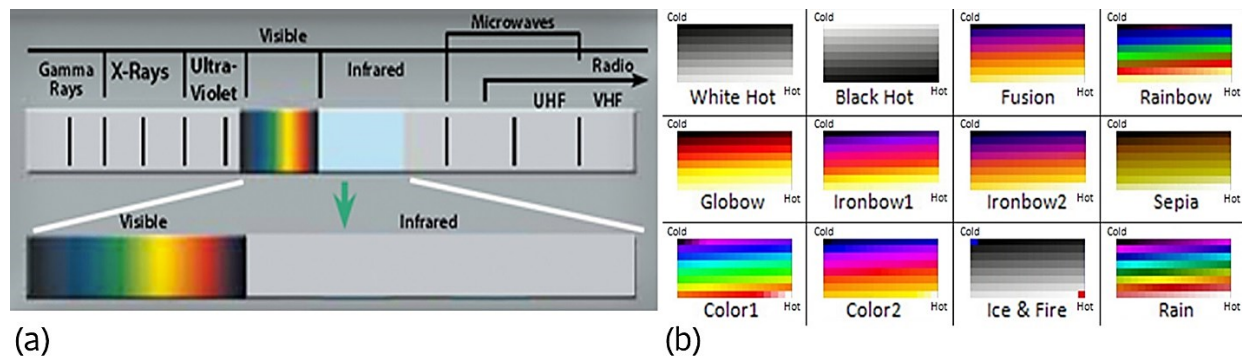 Microwaves
Visible
Gamma
Rays
X-Rays
Ultra-
Violet
Infrared
Radio
UHF
VHF
Visible
Infrared
(a)
Cold
Hot
White Hot
Cold
Hot
Black Hot
Cold
Hot
Fusion
Cold
Hot
Rainbow
Cold
Hot
Globow
Cold
Hot
Ironbow1
Cold
Hot
Ironbow2
Cold
Hot
Sepia
Cold
Hot
Color1
Cold
Hot
Color2
Cold
Hot
Ice & Fire
Cold
Hot
Rain
(b)